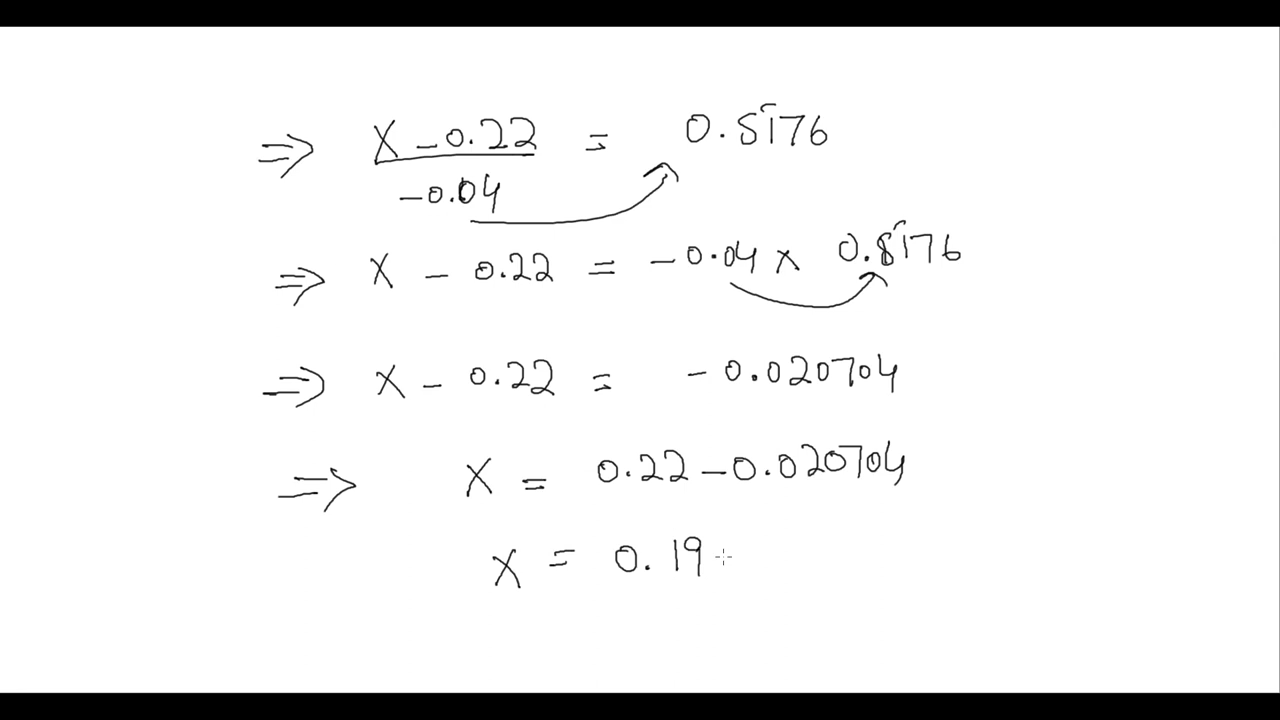 ⇒ X - 0.22 = 0.5176
-0.04
⇒ X - 0.22 = -0.04 x 0.5176
⇒ X - 0.22 = -0.020704
⇒ X = 0.22 - 0.020704
X = 0.19